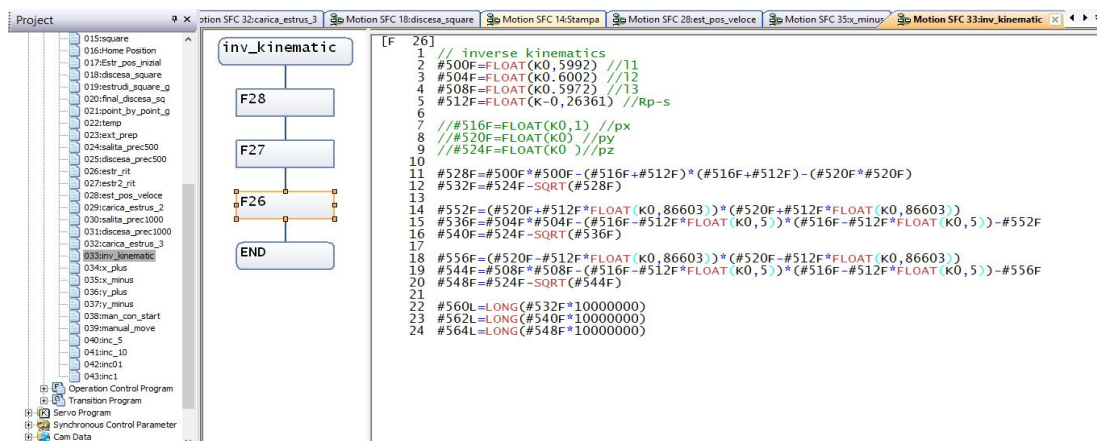 Project
otion SFC 32:carica_estrus_3
Motion SFC 18:discesa_square
Motion SFC 14:Stampa
Motion SFC 28:est_pos_veloce
Motion SFC 35:x_minus
Motion SFC 33:inv_kinematic
015:square
016:Home Position
017:Estr_pos_inizial
018:discesa_square
019:estrudi_square_g
020:final_discesa_sq
021:point_by_point_g
022:temp
023:ext_prep
024:salita_prec500
025:discesa_prec500
026:estr_rit
027:estr2_rit
028:est_pos_veloce
029:carica_estrus_2
030:salita_prec1000
031:discesa_prec1000
032:carica_estrus_3
033:inv_kinematic
034:x_plus
035:x_minus
036:y_plus
037:y_minus
038:man_con_start
039:manual_move
040:inc_5
041:inc_10
042:inc01
043:inc1
Operation Control Program
Transition Program
Servo Program
Synchronous Control Parameter
Cam Data
inv_kinematic
F28
F27
F26
END
[F 26]
1 // inverse kinematics
2 #500F=FLOAT(K0,5992) //l1
3 #504F=FLOAT(K0.6002) //l2
4 #508F=FLOAT(K0.5972) //l3
5 #512F=FLOAT(K-0,26361) //Rp-s
6
7 //#516F=FLOAT(K0,1) //px
8 //#520F=FLOAT(K0) //py
9 //#524F=FLOAT(K0 )//pz
10
11 #528F=#500F*#500F-(#516F+#512F)*(#516F+#512F)-(#520F*#520F)
12 #532F=#524F-SQRT(#528F)
13
14 #552F=(#520F+#512F*FLOAT(K0,86603))*(#520F+#512F*FLOAT(K0,86603))
15 #536F=#504F*#504F-(#516F-#512F*FLOAT(K0,5))*(#516F-#512F*FLOAT(K0,5))-#552F
16 #540F=#524F-SQRT(#536F)
17
18 #556F=(#520F-#512F*FLOAT(K0,86603))*(#520F-#512F*FLOAT(K0,86603))
19 #544F=#508F*#508F-(#516F-#512F*FLOAT(K0,5))*(#516F-#512F*FLOAT(K0,5))-#556F
20 #548F=#524F-SQRT(#544F)
21
22 #560L=LONG(#532F*10000000)
23 #562L=LONG(#540F*10000000)
24 #564L=LONG(#548F*10000000)